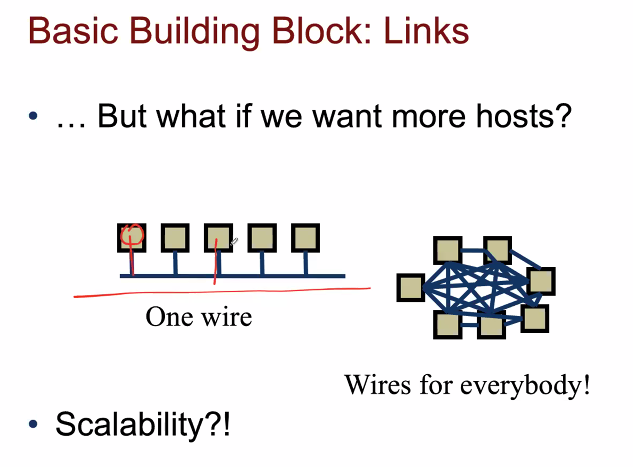 Basic Building Block: Links
• … But what if we want more hosts?
One wire
Wires for everybody!
• Scalability?!